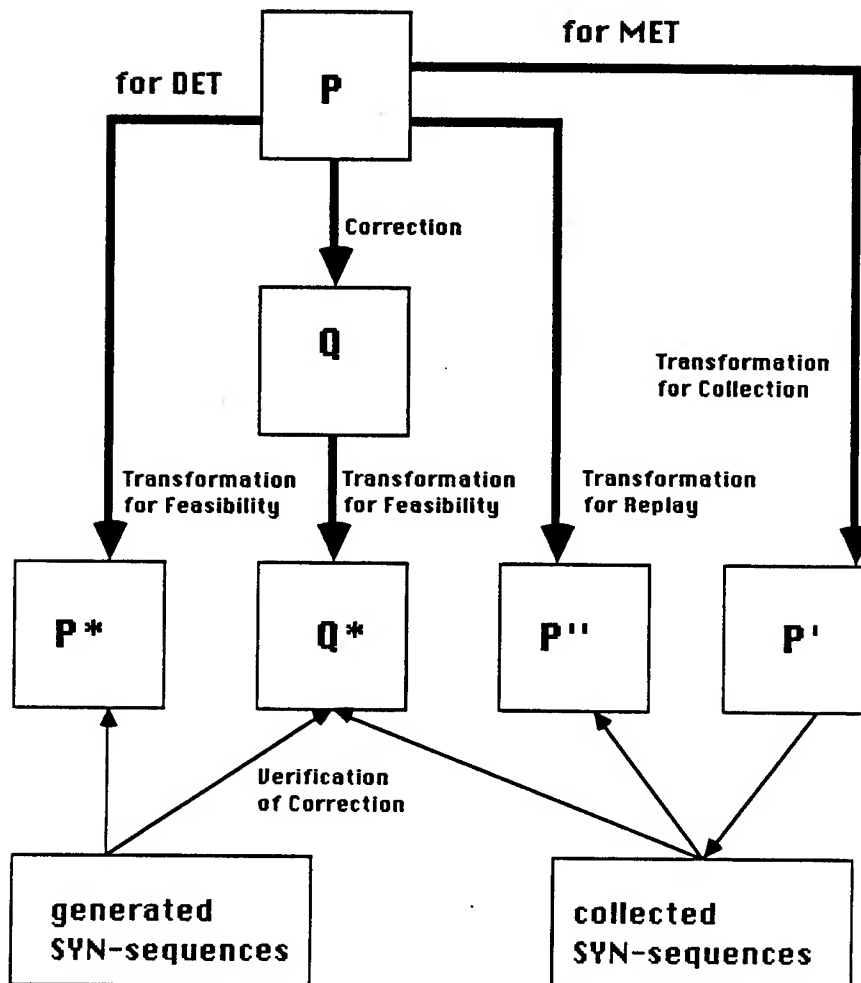 for MET
for DET
P
Correction
Q
Transformation
for Collection
Transformation
for Feasibility
Transformation
for Feasibility
Transformation
for Replay
P*
Q*
P''
P'
Verification
of Correction
generated
SYN-sequences
collected
SYN-sequences